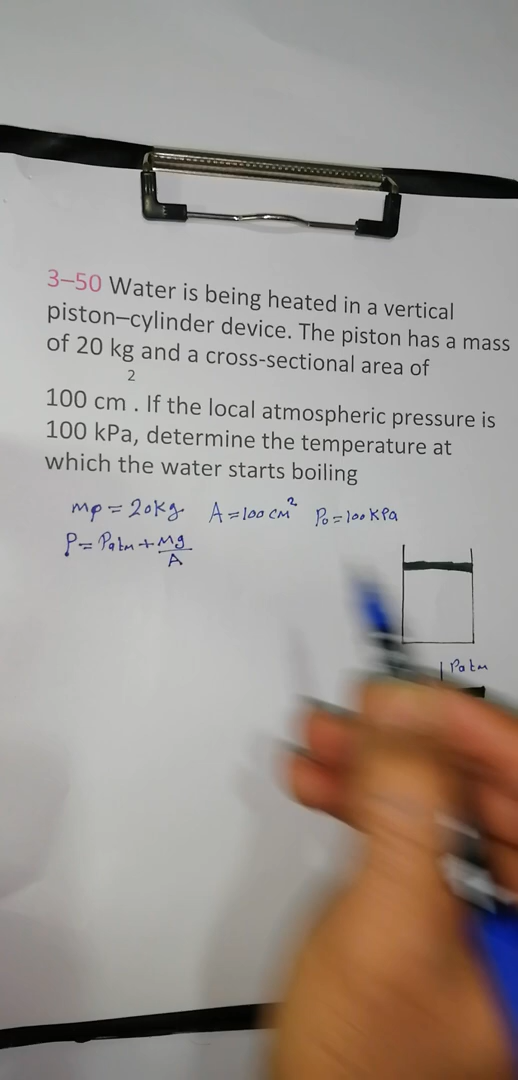 3–50 Water is being heated in a vertical
piston–cylinder device. The piston has a mass
of 20 kg and a cross-sectional area of
2
100 cm . If the local atmospheric pressure is
100 kPa, determine the temperature at
which the water starts boiling
mp = 20kg A = 100 cm² P₀ = 100 KPa
P = Patm + Mg/A
Patm